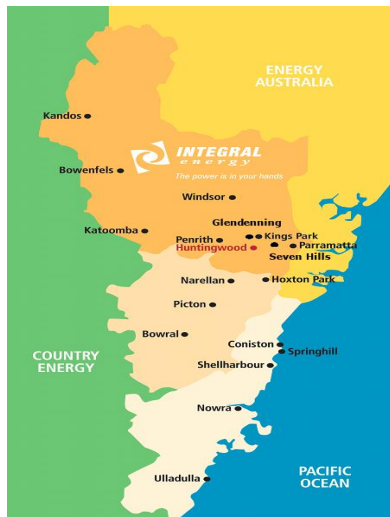 ENERGY
AUSTRALIA
Kandos
INTEGRAL
energy
The power is in your hands
Bowenfels
Windsor
Glendenning
Katoomba
Penrith
Kings Park
Huntingwood
Parramatta
Seven Hills
Narellan
Hoxton Park
Picton
Bowral
Coniston
Springhill
COUNTRY
ENERGY
Shellharbour
Nowra
PACIFIC
OCEAN
Ulladulla